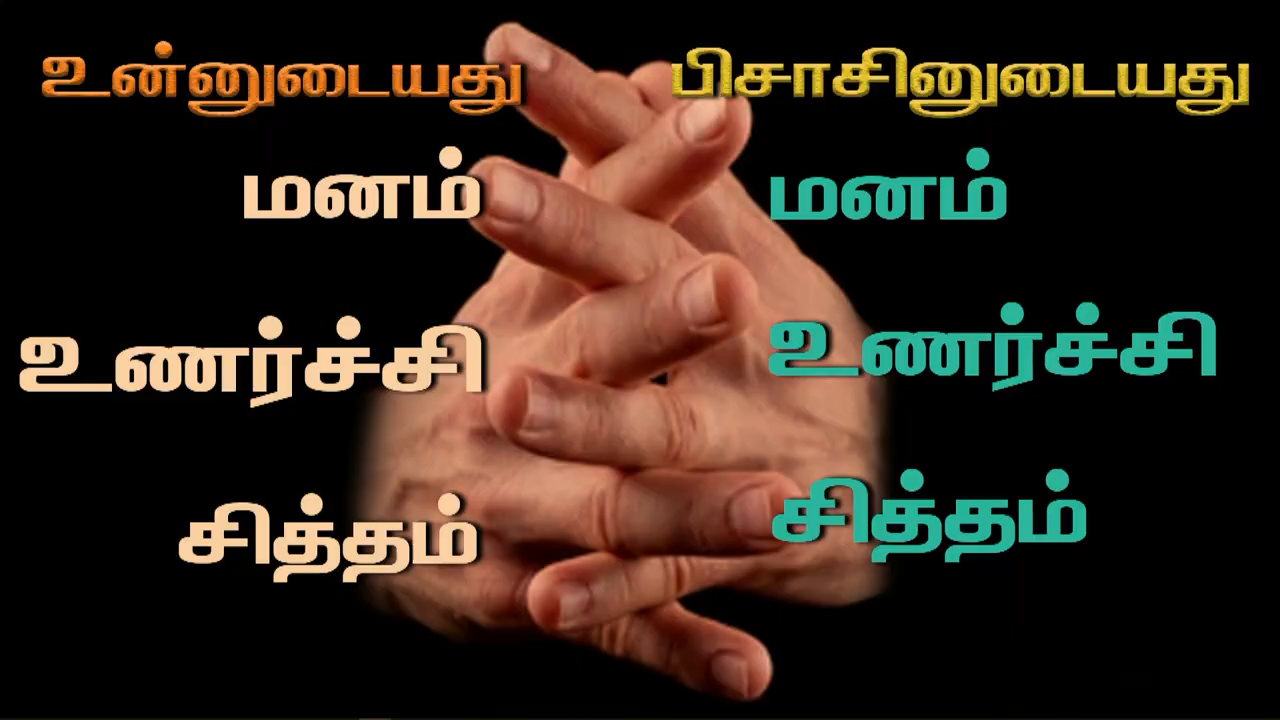 உன்னுடையது பிசாசினுடையது
மனம் மனம்
உணர்ச்சி உணர்ச்சி
சித்தம் சித்தம்